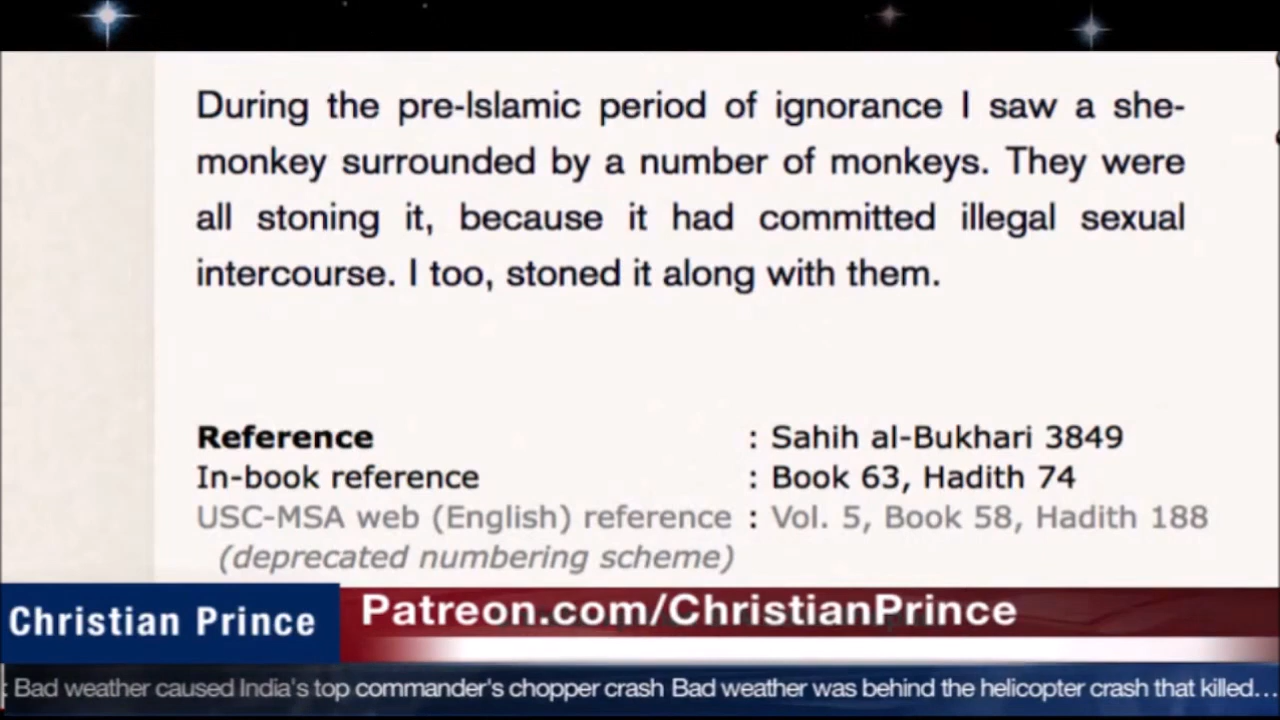 During the pre-Islamic period of ignorance I saw a she-
monkey surrounded by a number of monkeys. They were
all stoning it, because it had committed illegal sexual
intercourse. I too, stoned it along with them.
Reference : Sahih al-Bukhari 3849
In-book reference : Book 63, Hadith 74
USC-MSA web (English) reference : Vol. 5, Book 58, Hadith 188
(deprecated numbering scheme)
Christian Prince
Patreon.com/ChristianPrince
: Bad weather caused India's top commander's chopper crash Bad weather was behind the helicopter crash that killed...